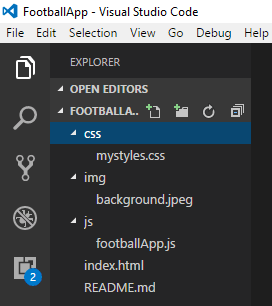 FootballApp - Visual Studio Code
File Edit Selection View Go Debug
EXPLORER
OPEN EDITORS
FOOTBALLA..
css
mystyles.css
img
background.jpeg
js
footballApp.js
index.html
2
README.md